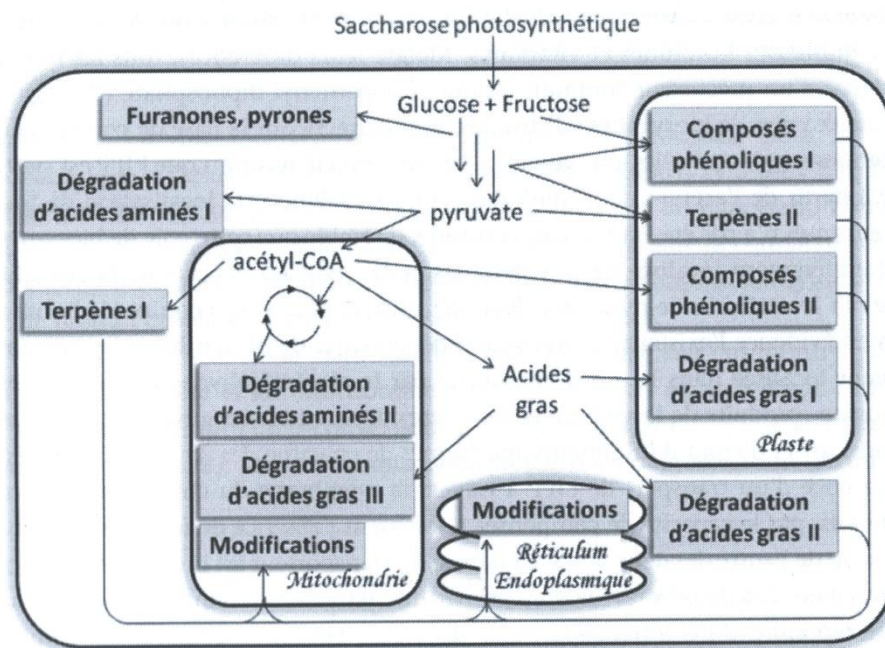 Saccharose photosynthétique
Glucose + Fructose
Furanones, pyrones
Composés
phénoliques I
Dégradation
d'acides aminés I
pyruvate
Terpènes II
acétyl-CoA
Composés
phénoliques II
Terpènes I
Dégradation
d'acides aminés II
Acides
gras
Dégradation
d'acides gras I
Plaste
Dégradation
d'acides gras III
Modifications
Dégradation
d'acides gras II
Modifications
Mitochondrie
Réticulum
Endoplasmique